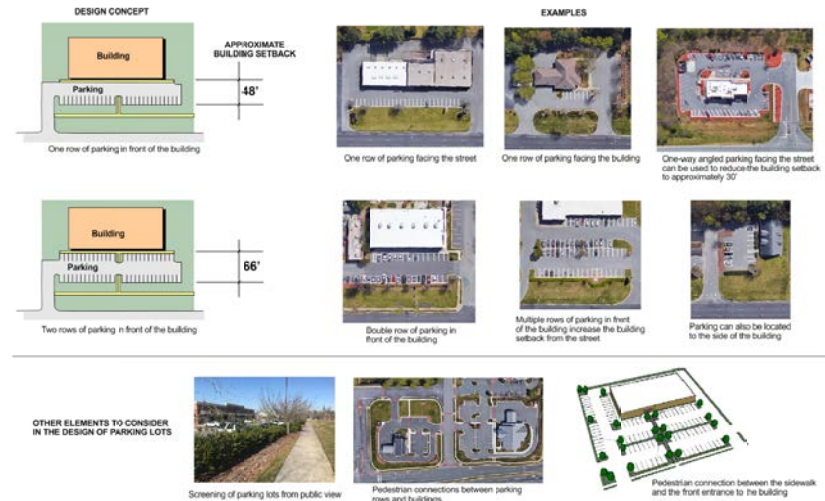 DESIGN CONCEPT
EXAMPLES
APPROXIMATE
BUILDING SETBACK
Building
Parking
48'
One row of parking in front of the building
One row of parking facing the street
One row of parking facing the building
One-way angled parking facing the street
can be used to reduce the building setback
to approximately 30'
Building
Parking
66'
Two rows of parking in front of the building
Double row of parking in
front of the building
Multiple rows of parking in front
of the building increase the building
setback from the street
Parking can also be located
to the side of the building
OTHER ELEMENTS TO CONSIDER
IN THE DESIGN OF PARKING LOTS
Screening of parking lots from public view
Pedestrian connections between parking
rows and buildings
Pedestrian connection between the sidewalk
and the front entrance to the building